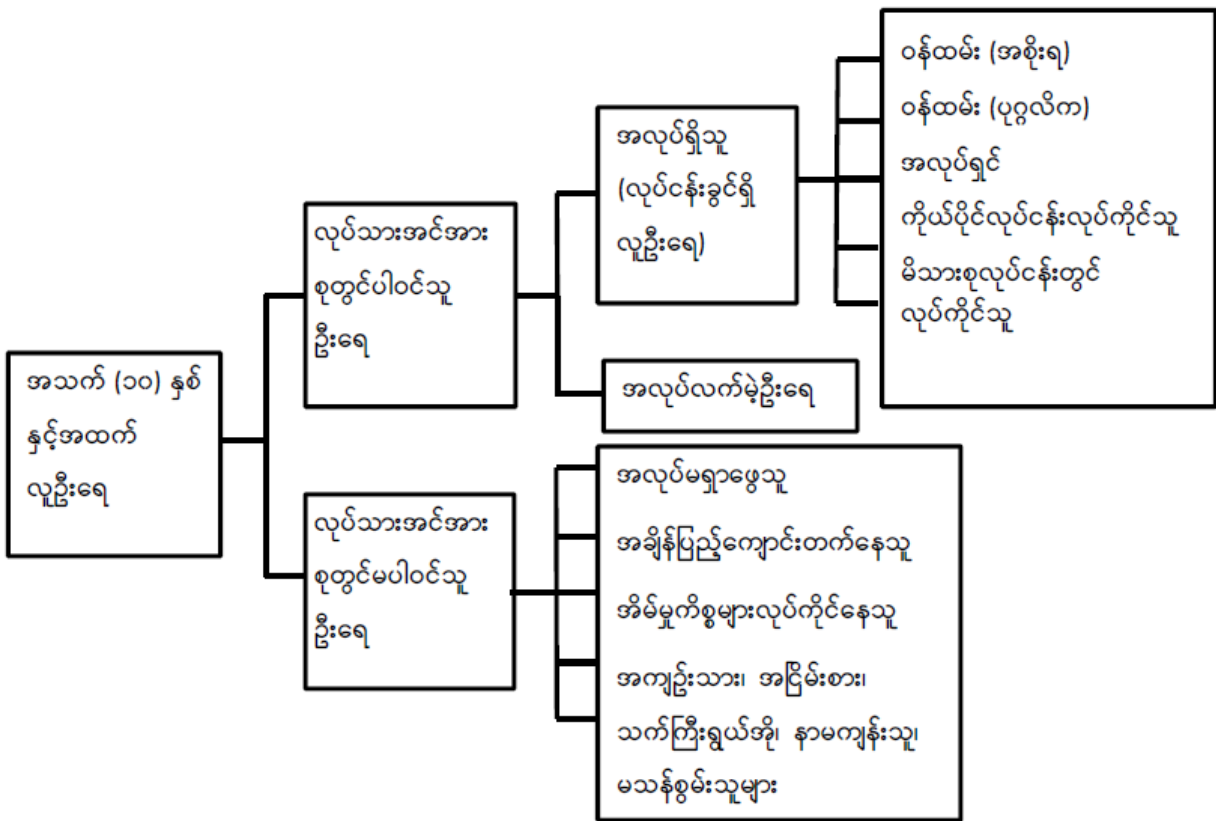 အသက် (၁၀) နှစ်
နှင့်အထက်
လူဦးရေ
လုပ်သားအင်အား
စုတွင်ပါဝင်သူ
ဦးရေ
အလုပ်ရှိသူ
(လုပ်ငန်းခွင်ရှိ
လူဦးရေ)
ဝန်ထမ်း (အစိုးရ)
ဝန်ထမ်း (ပုဂ္ဂလိက)
အလုပ်ရှင်
ကိုယ်ပိုင်လုပ်ငန်းလုပ်ကိုင်သူ
မိသားစုလုပ်ငန်းတွင်
လုပ်ကိုင်သူ
အလုပ်လက်မဲ့ဦးရေ
လုပ်သားအင်အား
စုတွင်မပါဝင်သူ
ဦးရေ
အလုပ်မရှာဖွေသူ
အချိန်ပြည့်ကျောင်းတက်နေသူ
အိမ်မှုကိစ္စများလုပ်ကိုင်နေသူ
အကျဉ်းသား၊ အငြိမ်းစား၊
သက်ကြီးရွယ်အို၊ နာမကျန်းသူ၊
မသန်စွမ်းသူများ